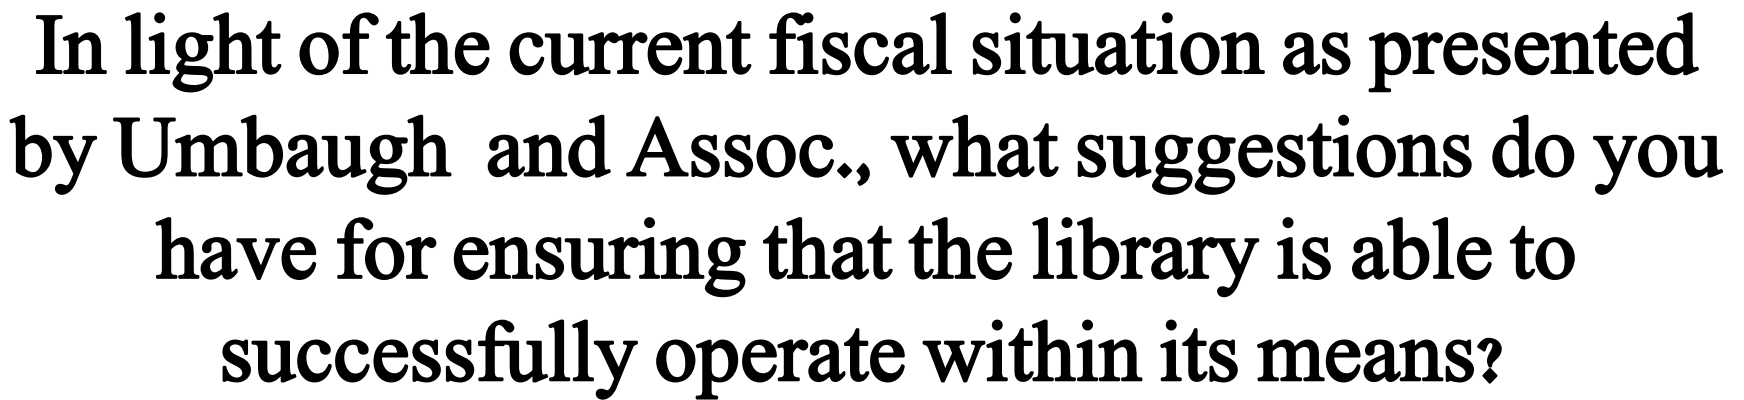 In light of the current fiscal situation as presented
by Umbaugh  and Assoc., what suggestions do you
have for ensuring that the library is able to
successfully operate within its means?